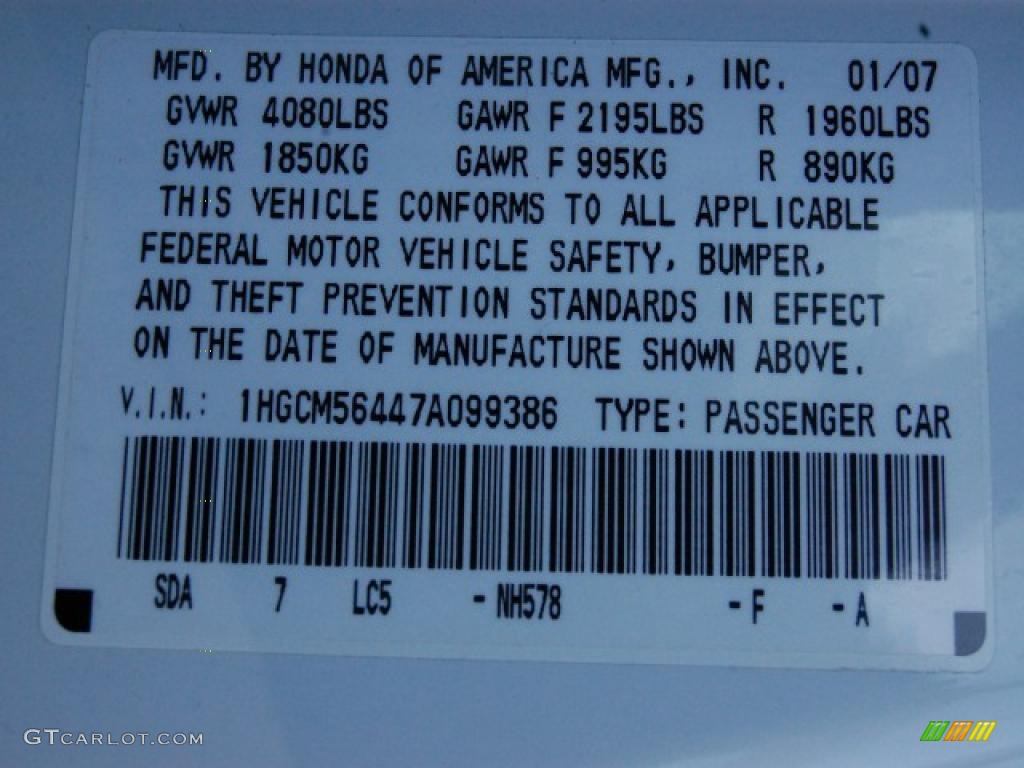 MFD. BY HONDA OF AMERICA MFG., INC. 01/07
GVWR 4080LBS GAWR F 2195LBS R 1960LBS
GVWR 1850KG GAWR F 995KG R 890KG
THIS VEHICLE CONFORMS TO ALL APPLICABLE
FEDERAL MOTOR VEHICLE SAFETY, BUMPER,
AND THEFT PREVENTION STANDARDS IN EFFECT
ON THE DATE OF MANUFACTURE SHOWN ABOVE.
V.I.N.: 1HGCM56447A099386 TYPE: PASSENGER CAR
SDA 7 LC5 -NH578 -F -A
GTCARLOT.COM